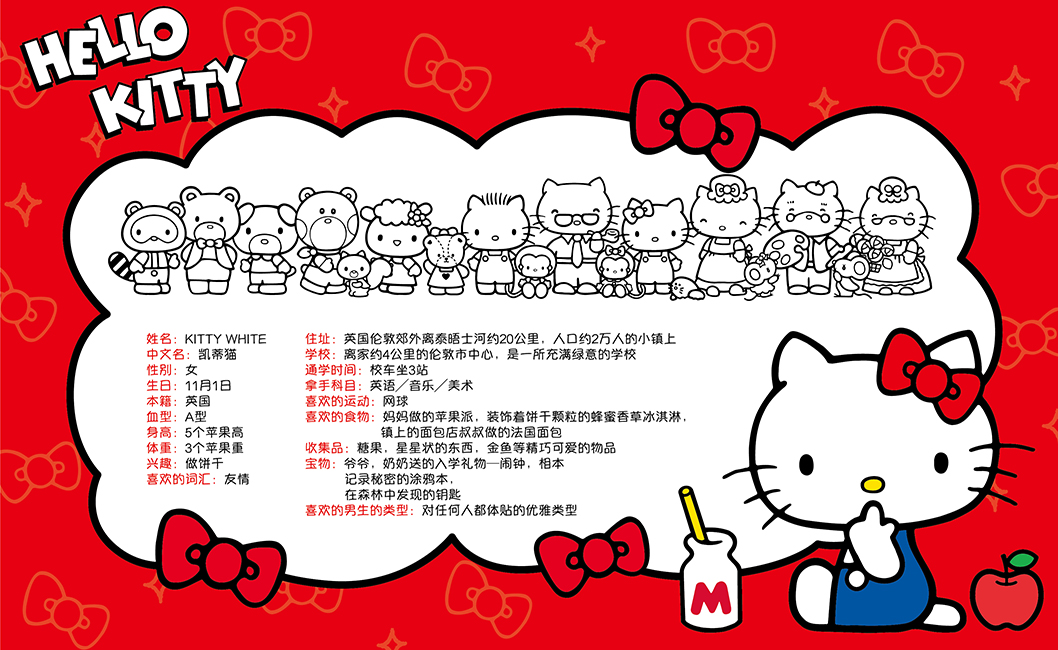 HELLO
KITTY
姓名：KITTY WHITE
中文名：凯蒂猫
性别：女
生日：11月1日
本籍：英国
血型：A型
身高：5个苹果高
体重：3个苹果重
兴趣：做饼干
喜欢的词汇：友情
住址：英国伦敦郊外离泰晤士河约20公里，人口约2万人的小镇上
学校：离家约4公里的伦敦市中心，是一所充满绿意的学校
通学时间：校车坐3站
拿手科目：英语／音乐／美术
喜欢的运动：网球
喜欢的食物：妈妈做的苹果派，装饰着饼干颗粒的蜂蜜香草冰淇淋，
镇上的面包店叔叔做的法国面包
收集品：糖果，星星状的东西，金鱼等精巧可爱的物品
宝物：爷爷，奶奶送的入学礼物—闹钟，相本
记录秘密的涂鸦本，
在森林中发现的钥匙
喜欢的男生的类型：对任何人都体贴的优雅类型
M